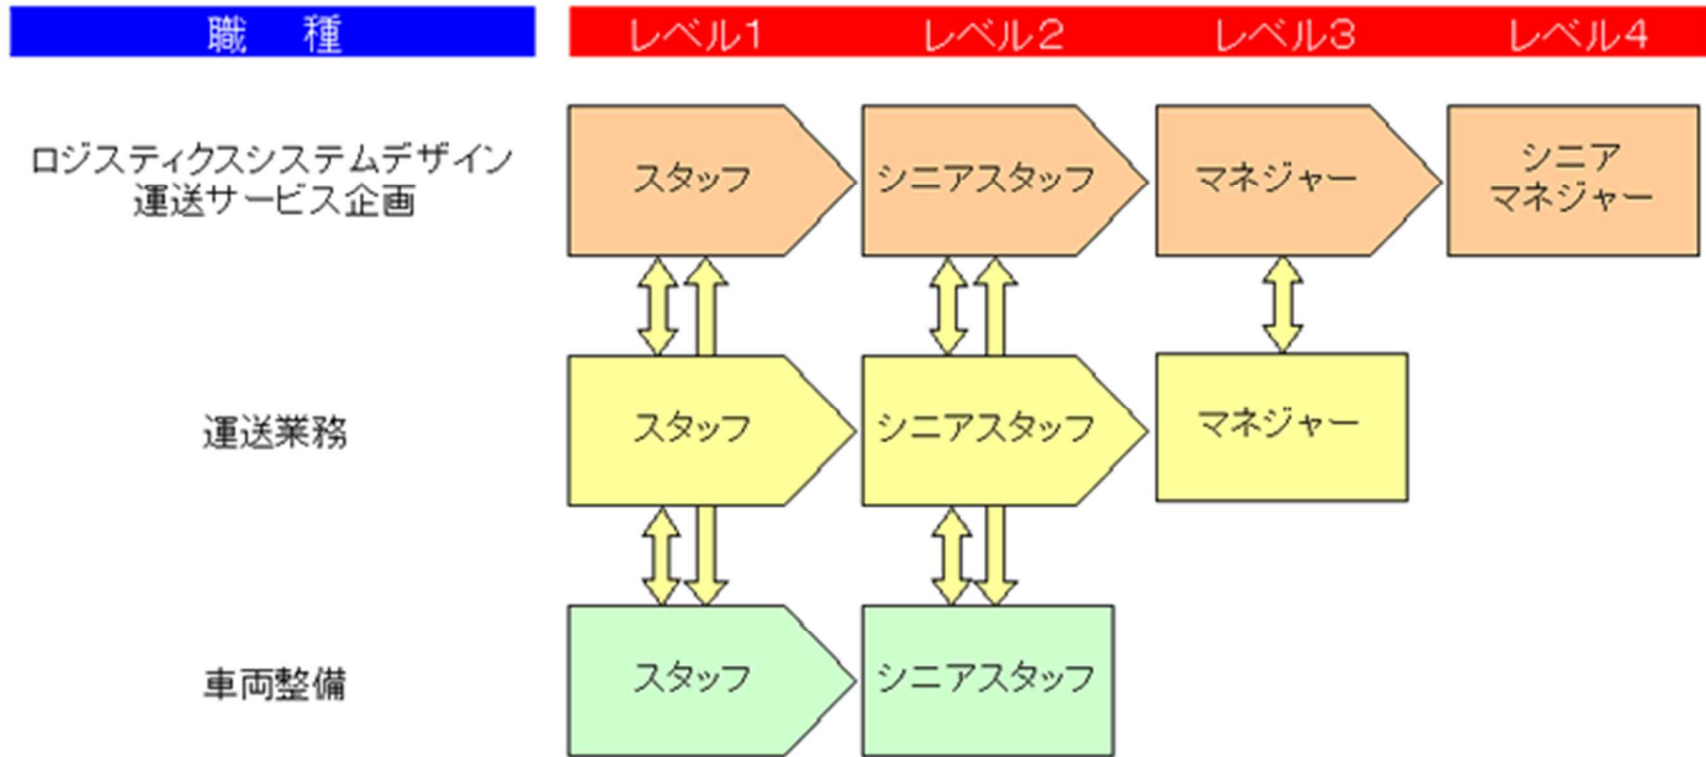 職　種
レベル1
レベル2
レベル3
レベル4
ロジスティクスシステムデザイン
運送サービス企画
スタッフ
シニアスタッフ
マネジャー
シニア
マネジャー
運送業務
スタッフ
シニアスタッフ
マネジャー
車両整備
スタッフ
シニアスタッフ